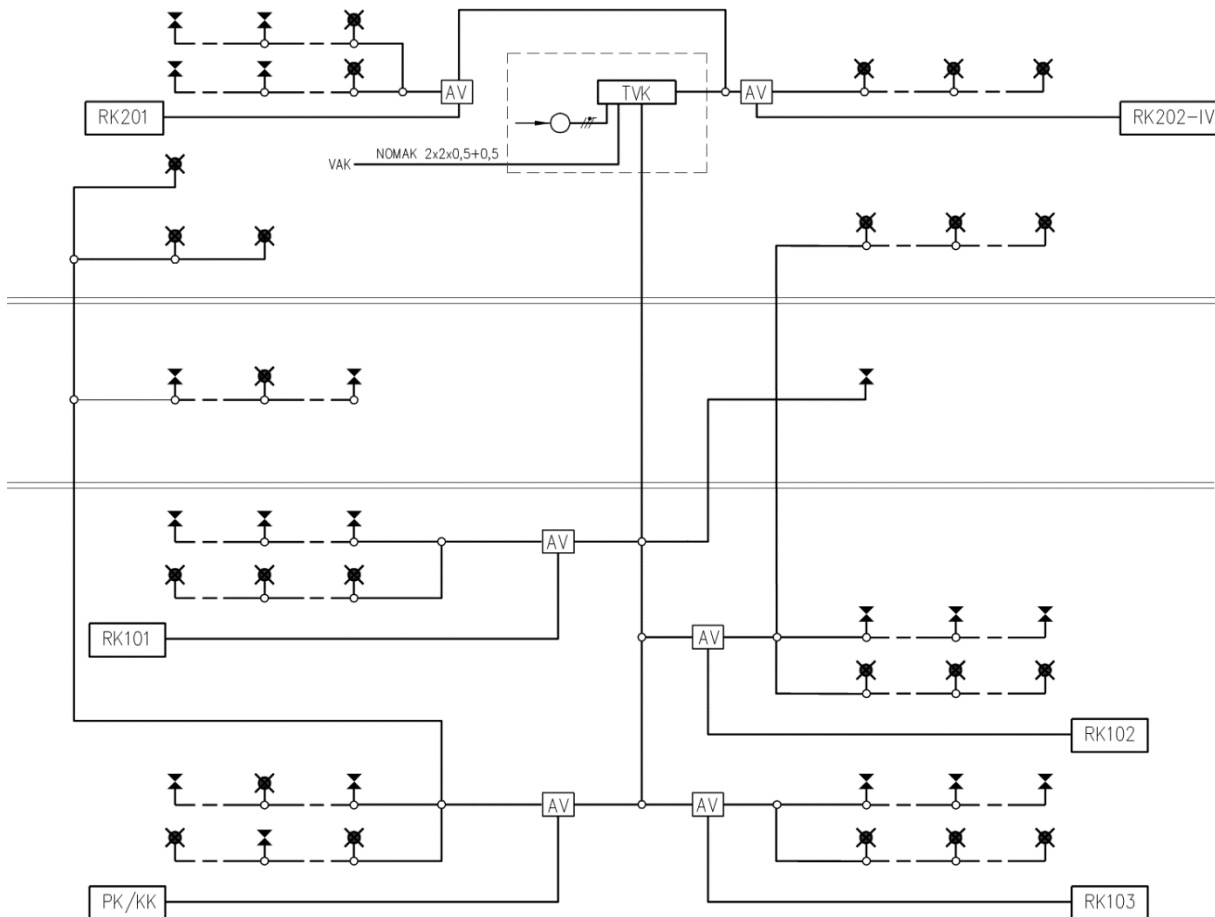 AV
TVK
AV
RK201
RK202-IV
NOMAK 2x2x0,5+0,5
VAK
AV
RK101
AV
RK102
AV
AV
PK/KK
RK103